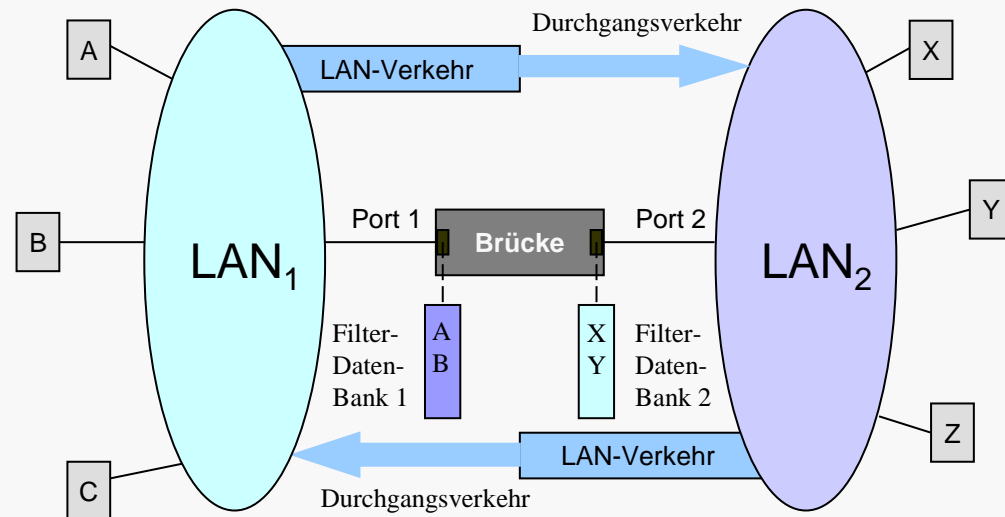 Durchgangsverkehr
A
LAN-Verkehr
X
B
Port 1
Brücke
Port 2
Y
LAN₁
LAN₂
Filter-
Daten-
Bank 1
A
B
X
Y
Filter-
Daten-
Bank 2
C
LAN-Verkehr
Z
Durchgangsverkehr